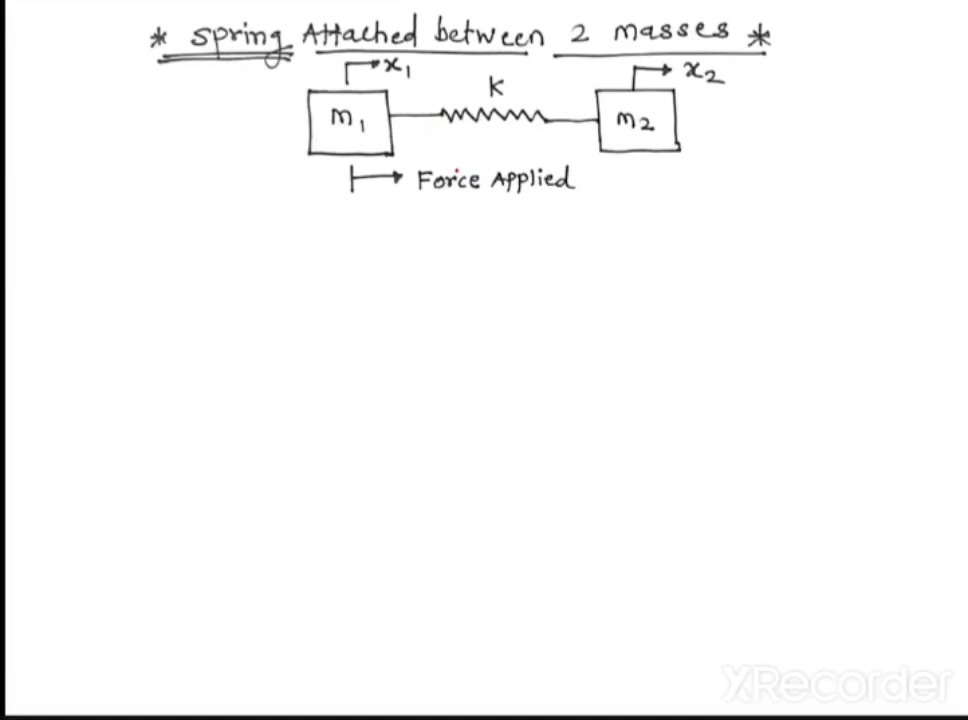 * Spring Attached between 2 masses *
x1 K x2
m1 m2
Force Applied
XRecorder